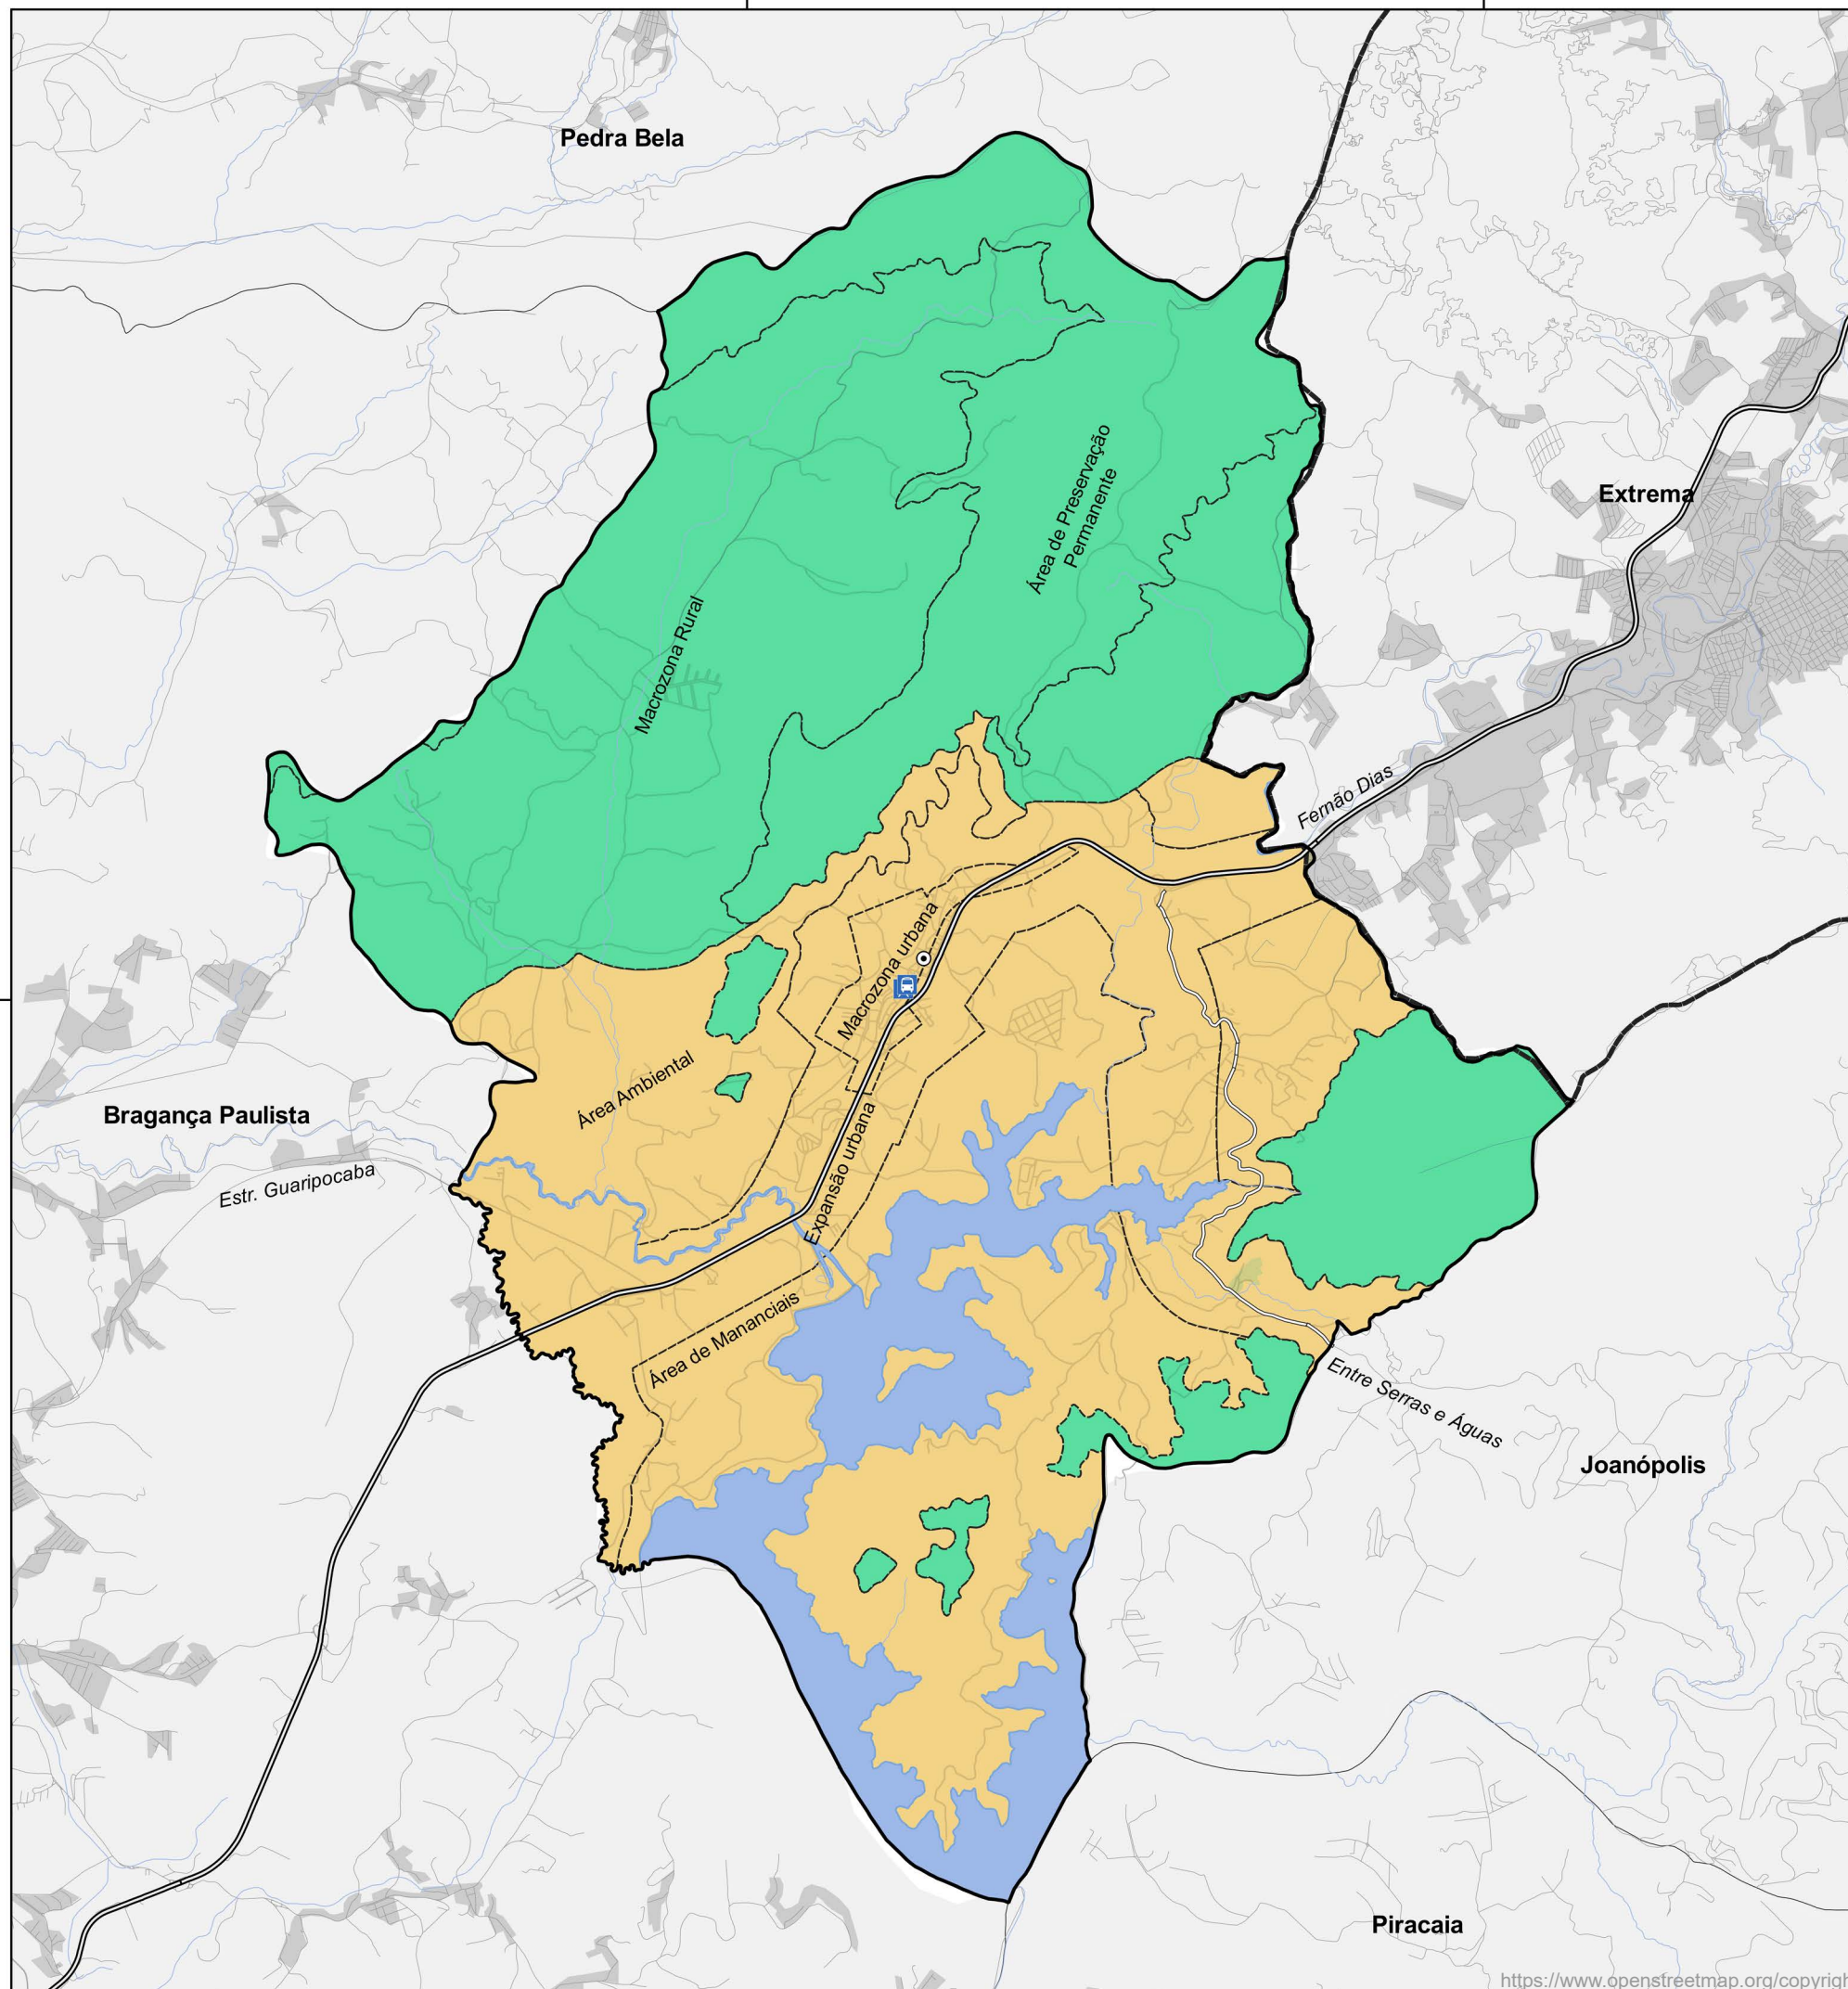 Pedra Bela
Extrema
Área de Preservação
Permanente
Macrozona Rural
Fernão Dias
Macrozona urbana
Área Ambiental
Bragança Paulista
Estr. Guaripocaba
Expansão urbana
Área de Mananciais
Entre Serras e Águas
Joanópolis
Piracaia
https://www.openstreetmap.org/copyrigh